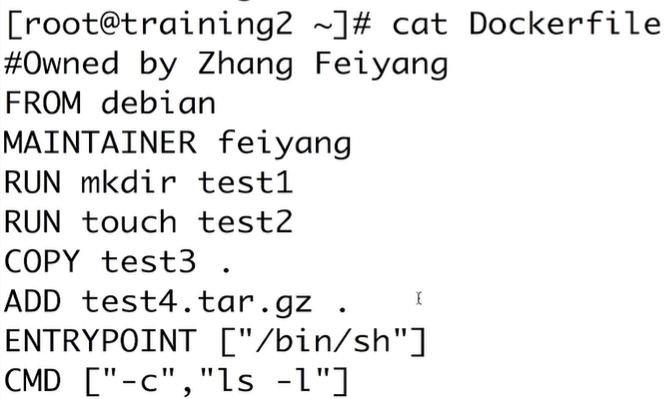 [root@training2 ~]# cat Dockerfile
#Owned by Zhang Feiyang
FROM debian
MAINTAINER feiyang
RUN mkdir test1
RUN touch test2
COPY test3 .
ADD test4.tar.gz .
ENTRYPOINT ["/bin/sh"]
CMD ["-c","ls -l"]